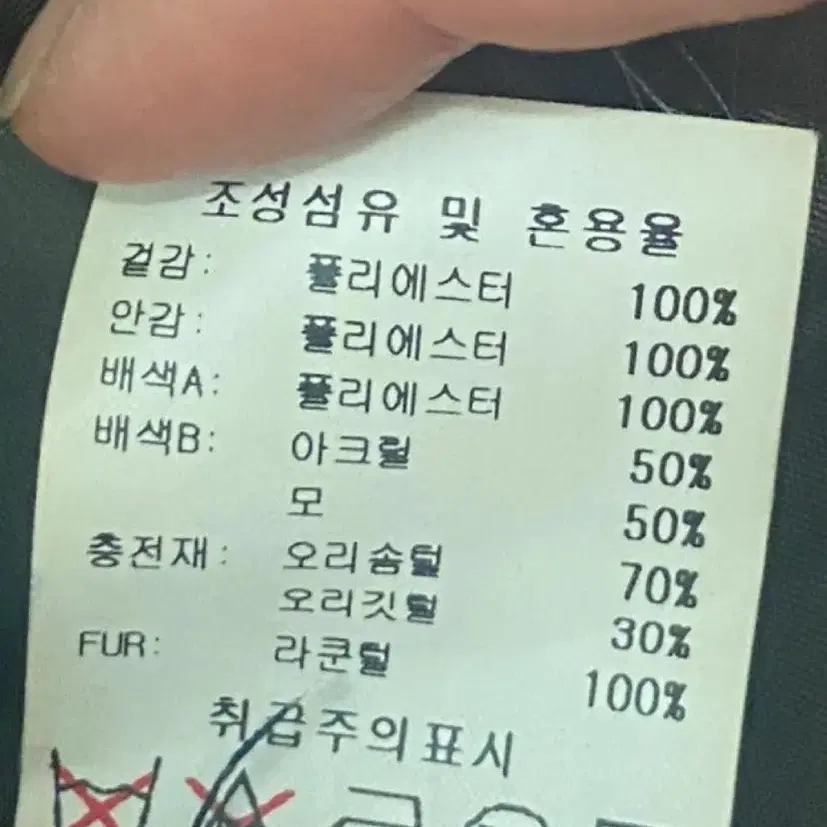 조성섬유 및 혼용율
겉감: 폴리에스터 100%
안감: 폴리에스터 100%
배색A: 폴리에스터 100%
배색B: 아크릴 50%
모 50%
충전재: 오리솜털 70%
오리깃털 30%
FUR: 라쿤털 100%
취급주의표시